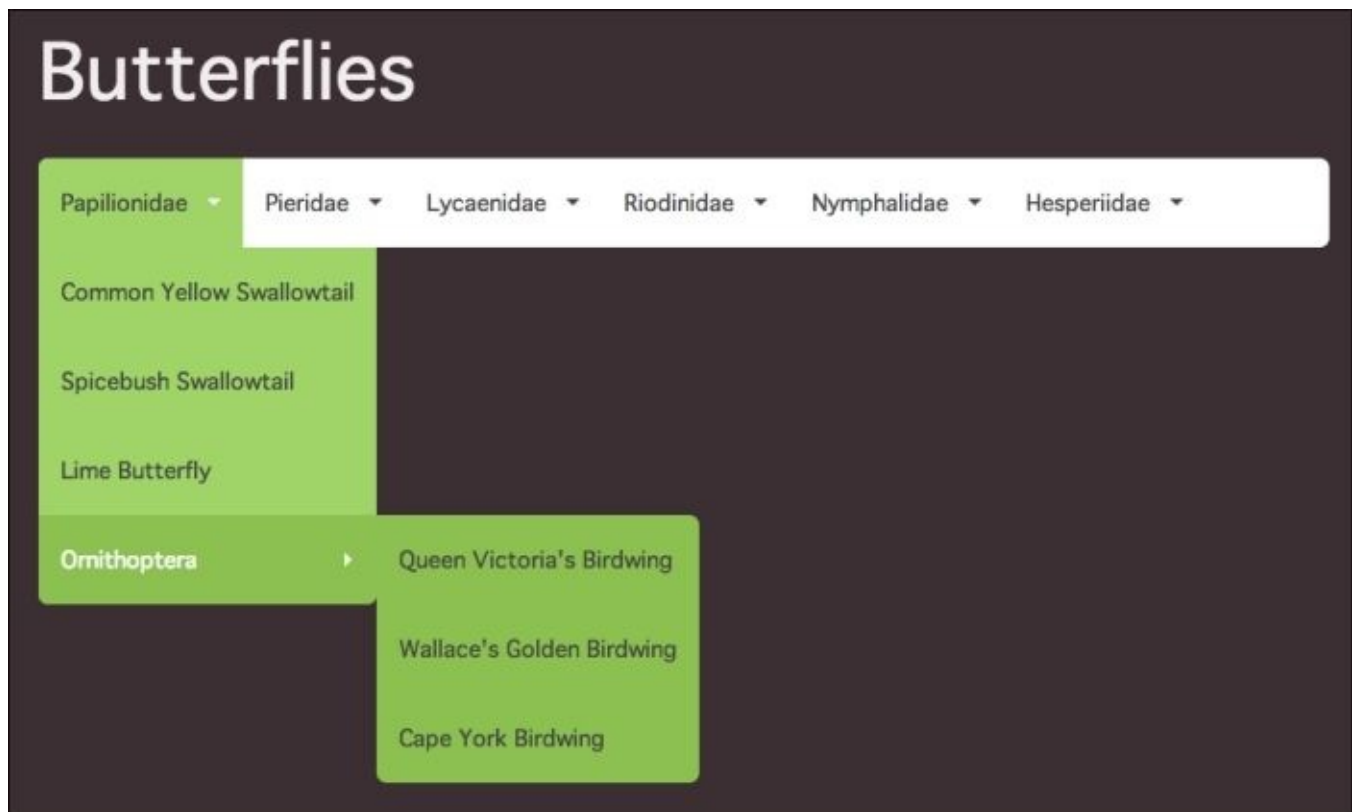 Butterflies
Papilionidae Pieridae Lycaenidae Riodinidae Nymphalidae Hesperiidae
Common Yellow Swallowtail
Spicebush Swallowtail
Lime Butterfly
Ornithoptera Queen Victoria's Birdwing
Wallace's Golden Birdwing
Cape York Birdwing